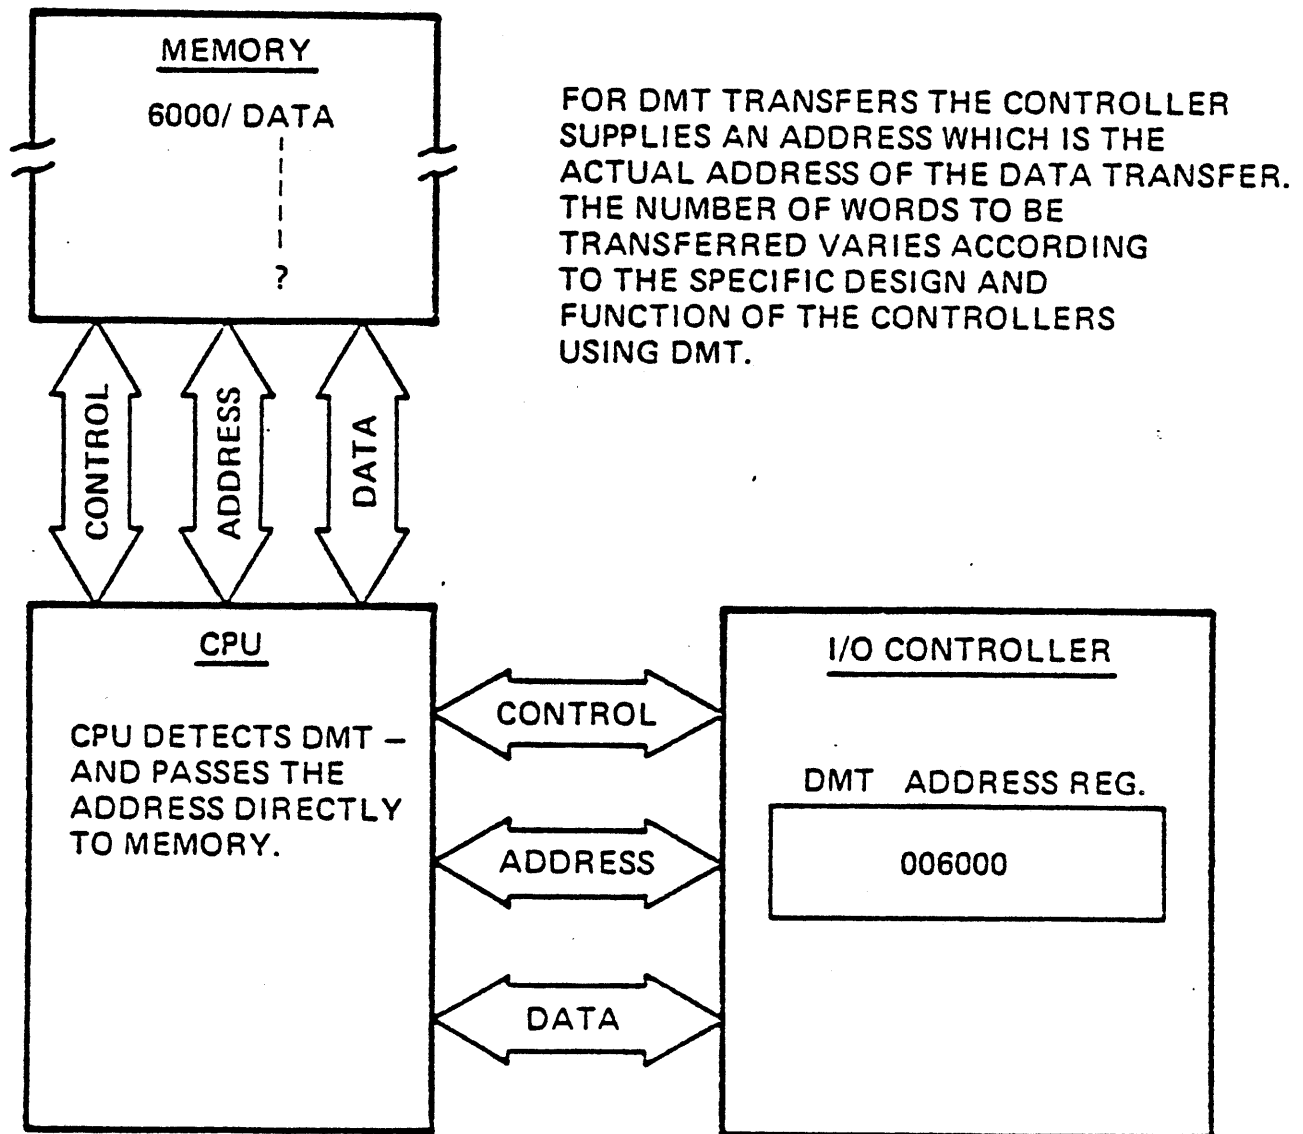 MEMORY
6000/ DATA
?
FOR DMT TRANSFERS THE CONTROLLER
SUPPLIES AN ADDRESS WHICH IS THE
ACTUAL ADDRESS OF THE DATA TRANSFER.
THE NUMBER OF WORDS TO BE
TRANSFERRED VARIES ACCORDING
TO THE SPECIFIC DESIGN AND
FUNCTION OF THE CONTROLLERS
USING DMT.
CONTROL
ADDRESS
DATA
CPU
CPU DETECTS DMT –
AND PASSES THE
ADDRESS DIRECTLY
TO MEMORY.
CONTROL
ADDRESS
DATA
I/O CONTROLLER
DMT ADDRESS REG.
006000